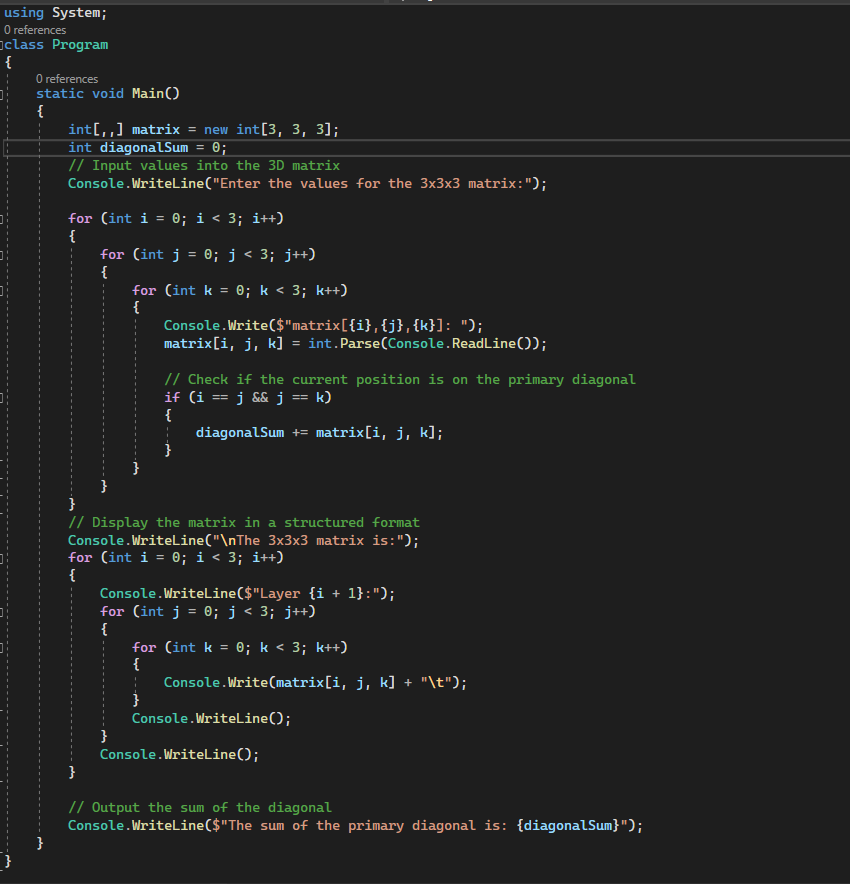 using System;
0 references
class Program
{
0 references
static void Main()
{
int[,,] matrix = new int[3, 3, 3];
int diagonalSum = 0;
// Input values into the 3D matrix
Console.WriteLine("Enter the values for the 3x3x3 matrix:");
for (int i = 0; i < 3; i++)
{
for (int j = 0; j < 3; j++)
{
for (int k = 0; k < 3; k++)
{
Console.Write($"matrix[{i},{j},{k}]: ");
matrix[i, j, k] = int.Parse(Console.ReadLine());
// Check if the current position is on the primary diagonal
if (i == j && j == k)
{
diagonalSum += matrix[i, j, k];
}
}
}
}
// Display the matrix in a structured format
Console.WriteLine("\nThe 3x3x3 matrix is:");
for (int i = 0; i < 3; i++)
{
Console.WriteLine($"Layer {i + 1}:");
for (int j = 0; j < 3; j++)
{
for (int k = 0; k < 3; k++)
{
Console.Write(matrix[i, j, k] + "\t");
}
Console.WriteLine();
}
Console.WriteLine();
}
// Output the sum of the diagonal
Console.WriteLine($"The sum of the primary diagonal is: {diagonalSum}");
}
}